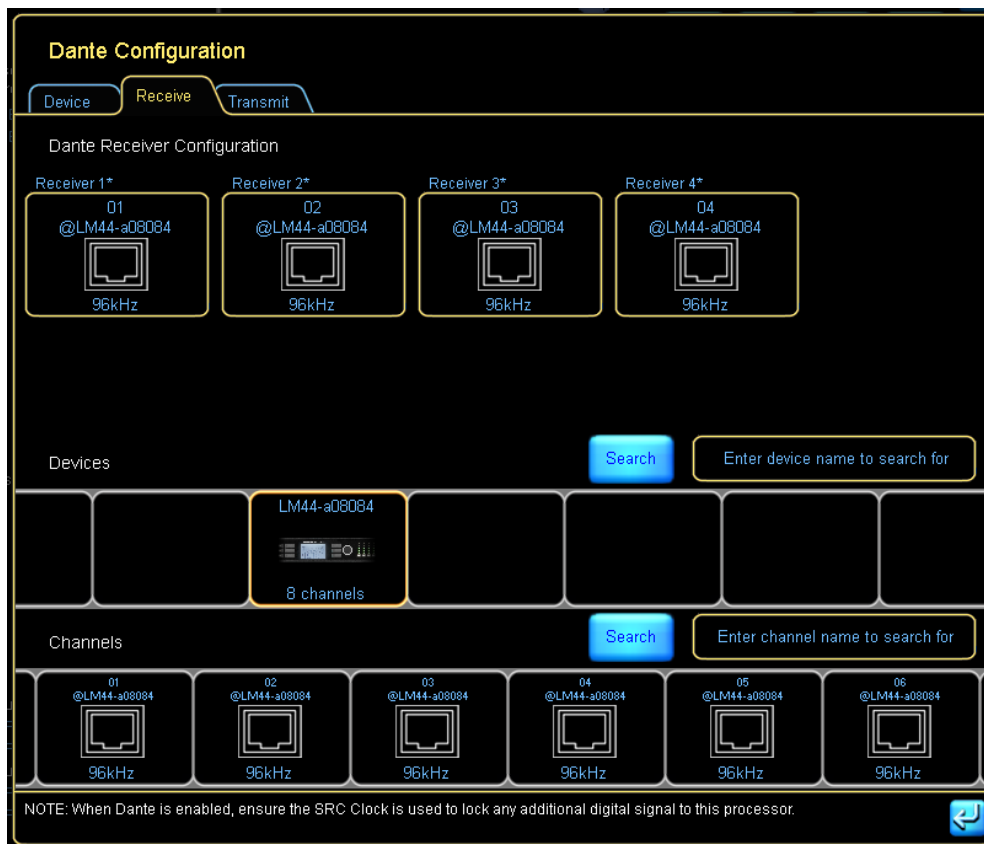 Dante Configuration
Device
Receive
Transmit
Dante Receiver Configuration
Receiver 1*
Receiver 2*
Receiver 3*
Receiver 4*
01
@LM44-a08084
96kHz
02
@LM44-a08084
96kHz
03
@LM44-a08084
96kHz
04
@LM44-a08084
96kHz
Devices
Search
Enter device name to search for
LM44-a08084
8 channels
Channels
Search
Enter channel name to search for
01
@LM44-a08084
96kHz
02
@LM44-a08084
96kHz
03
@LM44-a08084
96kHz
04
@LM44-a08084
96kHz
05
@LM44-a08084
96kHz
06
@LM44-a08084
96kHz
NOTE: When Dante is enabled, ensure the SRC Clock is used to lock any additional digital signal to this processor.